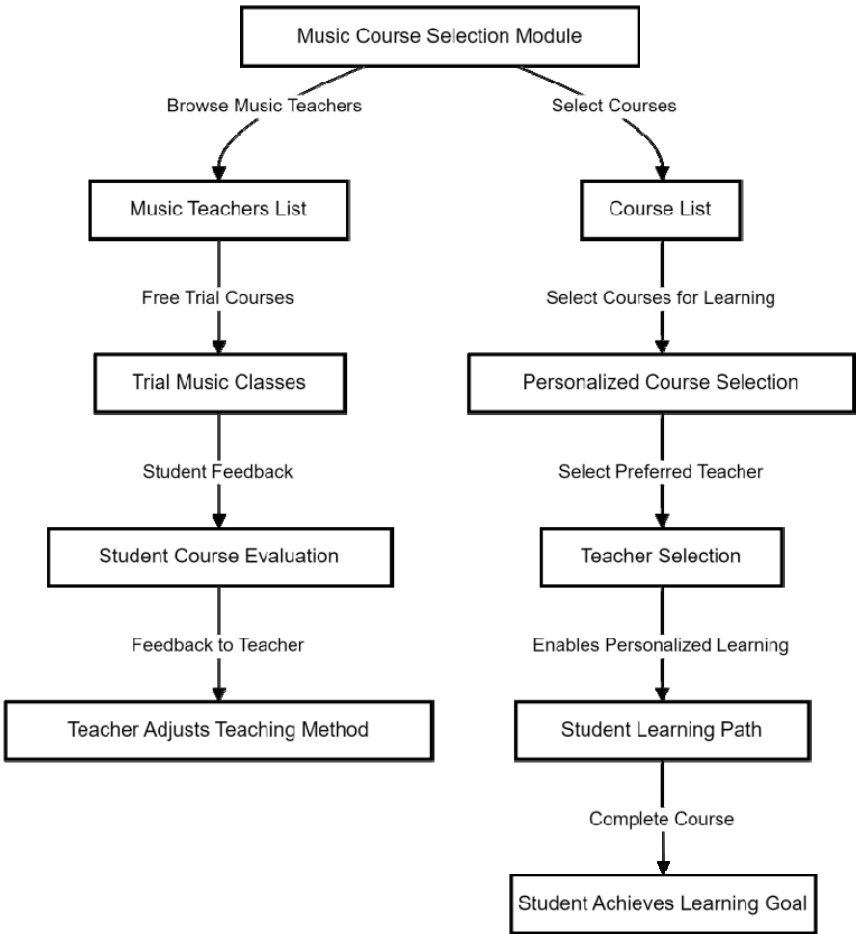 Music Course Selection Module
Browse Music Teachers
Select Courses
Music Teachers List
Course List
Free Trial Courses
Select Courses for Learning
Trial Music Classes
Personalized Course Selection
Student Feedback
Select Preferred Teacher
Student Course Evaluation
Teacher Selection
Feedback to Teacher
Enables Personalized Learning
Teacher Adjusts Teaching Method
Student Learning Path
Complete Course
Student Achieves Learning Goal